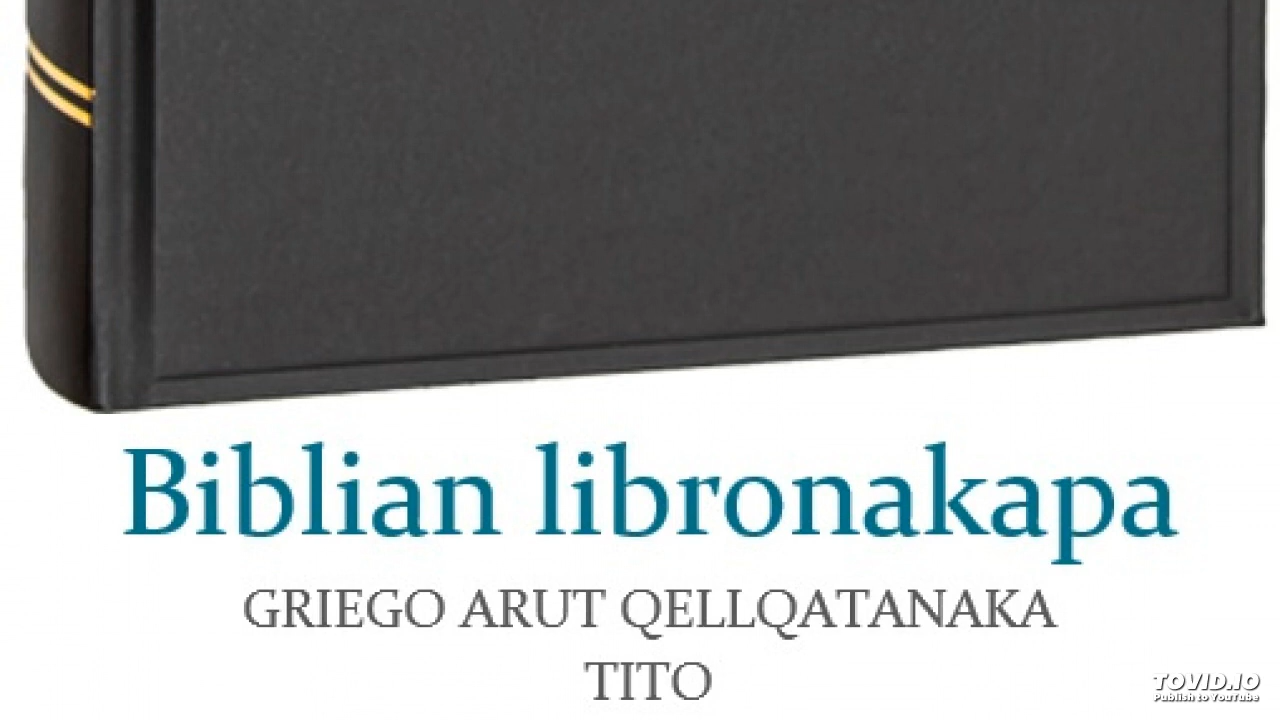 Biblian libronakapa
GRIEGO ARUT QELLQATANAKA
TITO
TOVID.IO
Publish to YouTube